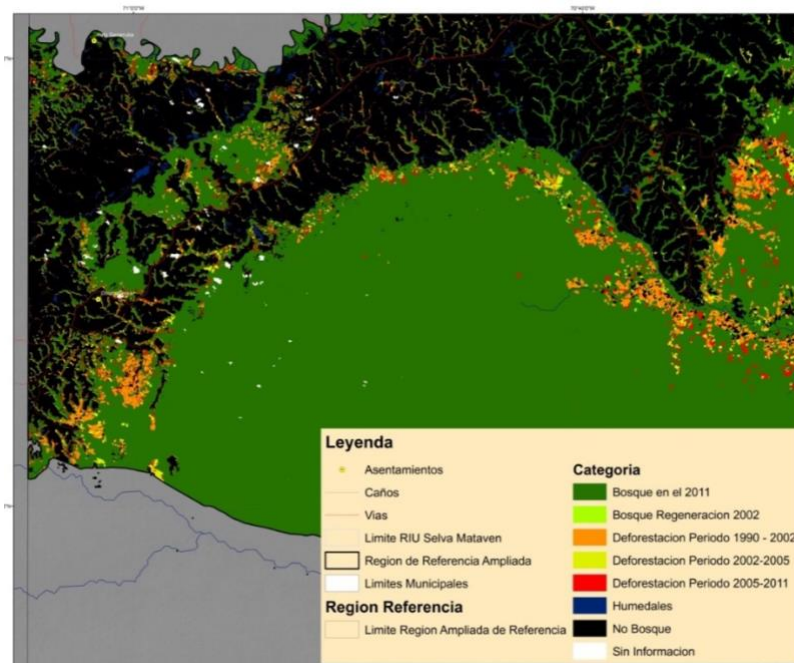 Leyenda
Asentamientos
Caños
Vias
Limite RIU Selva Mataven
Region de Referencia Ampliada
Limites Municipales
Region Referencia
Limite Region Ampliada de Referencia
Categoria
Bosque en el 2011
Bosque Regeneracion 2002
Deforestacion Periodo 1990 - 2002
Deforestacion Periodo 2002-2005
Deforestacion Periodo 2005-2011
Humedales
No Bosque
Sin Informacion